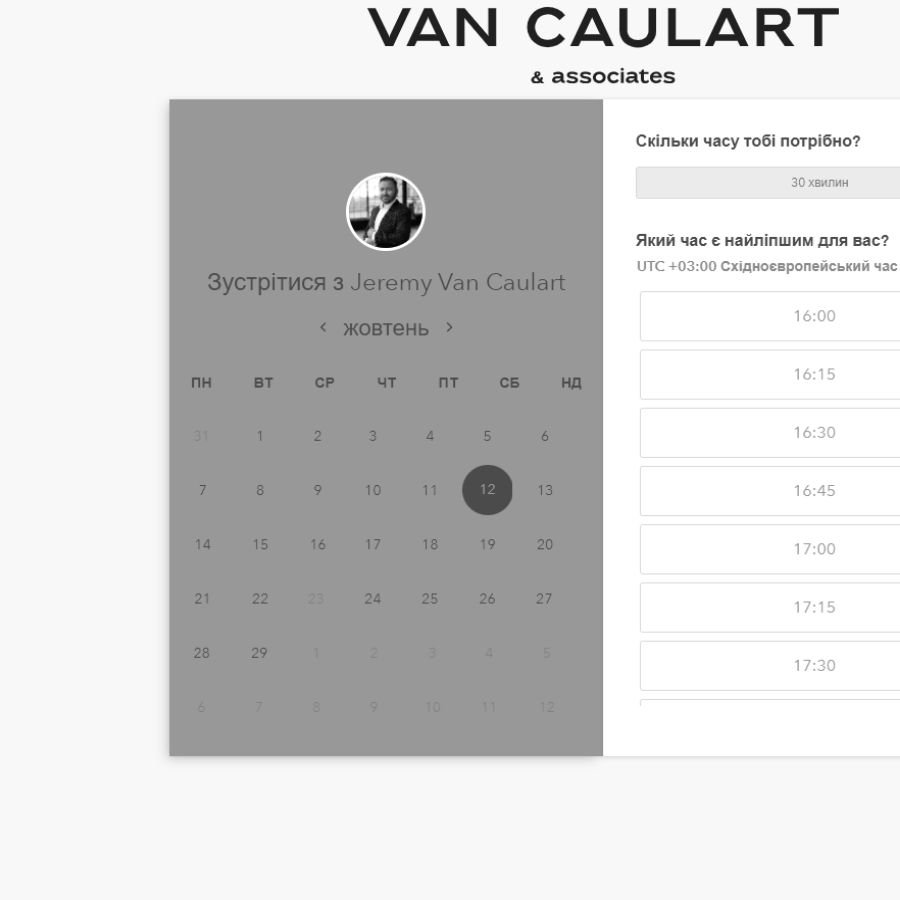 VAN CAULART
& associates
Зустрітися з Jeremy Van Caulart
жовтень
ПН ВТ СР ЧТ ПТ СБ НД
31 1 2 3 4 5 6
7 8 9 10 11 12 13
14 15 16 17 18 19 20
21 22 23 24 25 26 27
28 29 1 2 3 4 5
6 7 8 9 10 11 12
Скільки часу тобі потрібно?
30 хвилин
Який час є найліпшим для вас?
UTC +03:00 Східноєвропейський час
16:00
16:15
16:30
16:45
17:00
17:15
17:30